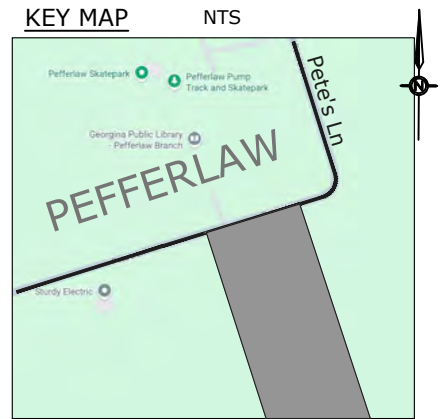 KEY MAP
NTS
N
Pefferlaw Skatepark
Pefferlaw Pump
Track and Skatepark
Pete's Ln
Georgina Public Library
- Pefferlaw Branch
PEFFERLAW
Sturdy Electric